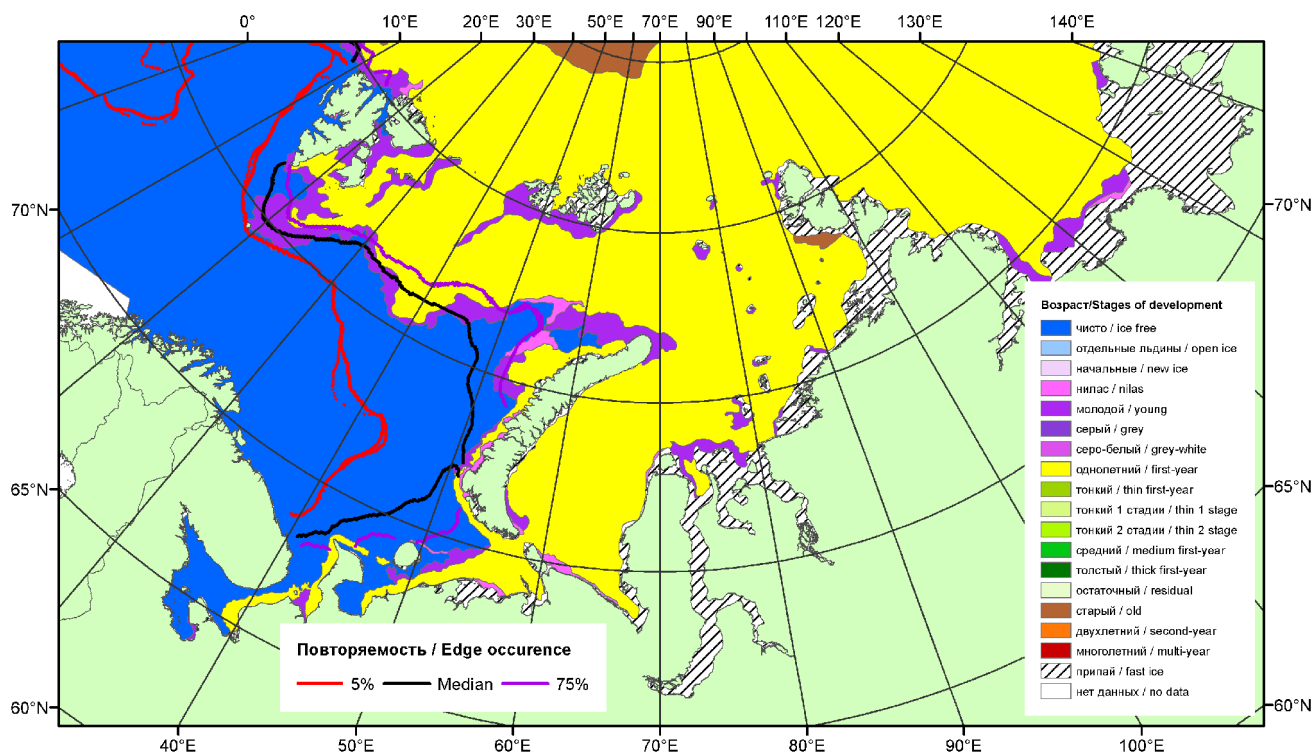 0° 10°E 20°E 30°E 50°E 70°E 90°E 110°E 120°E 130°E 140°E
70°N 70°N
65°N 65°N
60°N 60°N
Возраст/Stages of development
чисто / ice free
отдельные льдины / open ice
начальные / new ice
нилас / nilas
молодой / young
серый / grey
серо-белый / grey-white
однолетний / first-year
тонкий / thin first-year
тонкий 1 стадии / thin 1 stage
тонкий 2 стадии / thin 2 stage
средний / medium first-year
толстый / thick first-year
остаточный / residual
старый / old
двухлетний / second-year
многолетний / multi-year
припай / fast ice
нет данных / no data
Повторяемость / Edge occurence
5% Median 75%
40°E 50°E 60°E 70°E 80°E 90°E 100°E